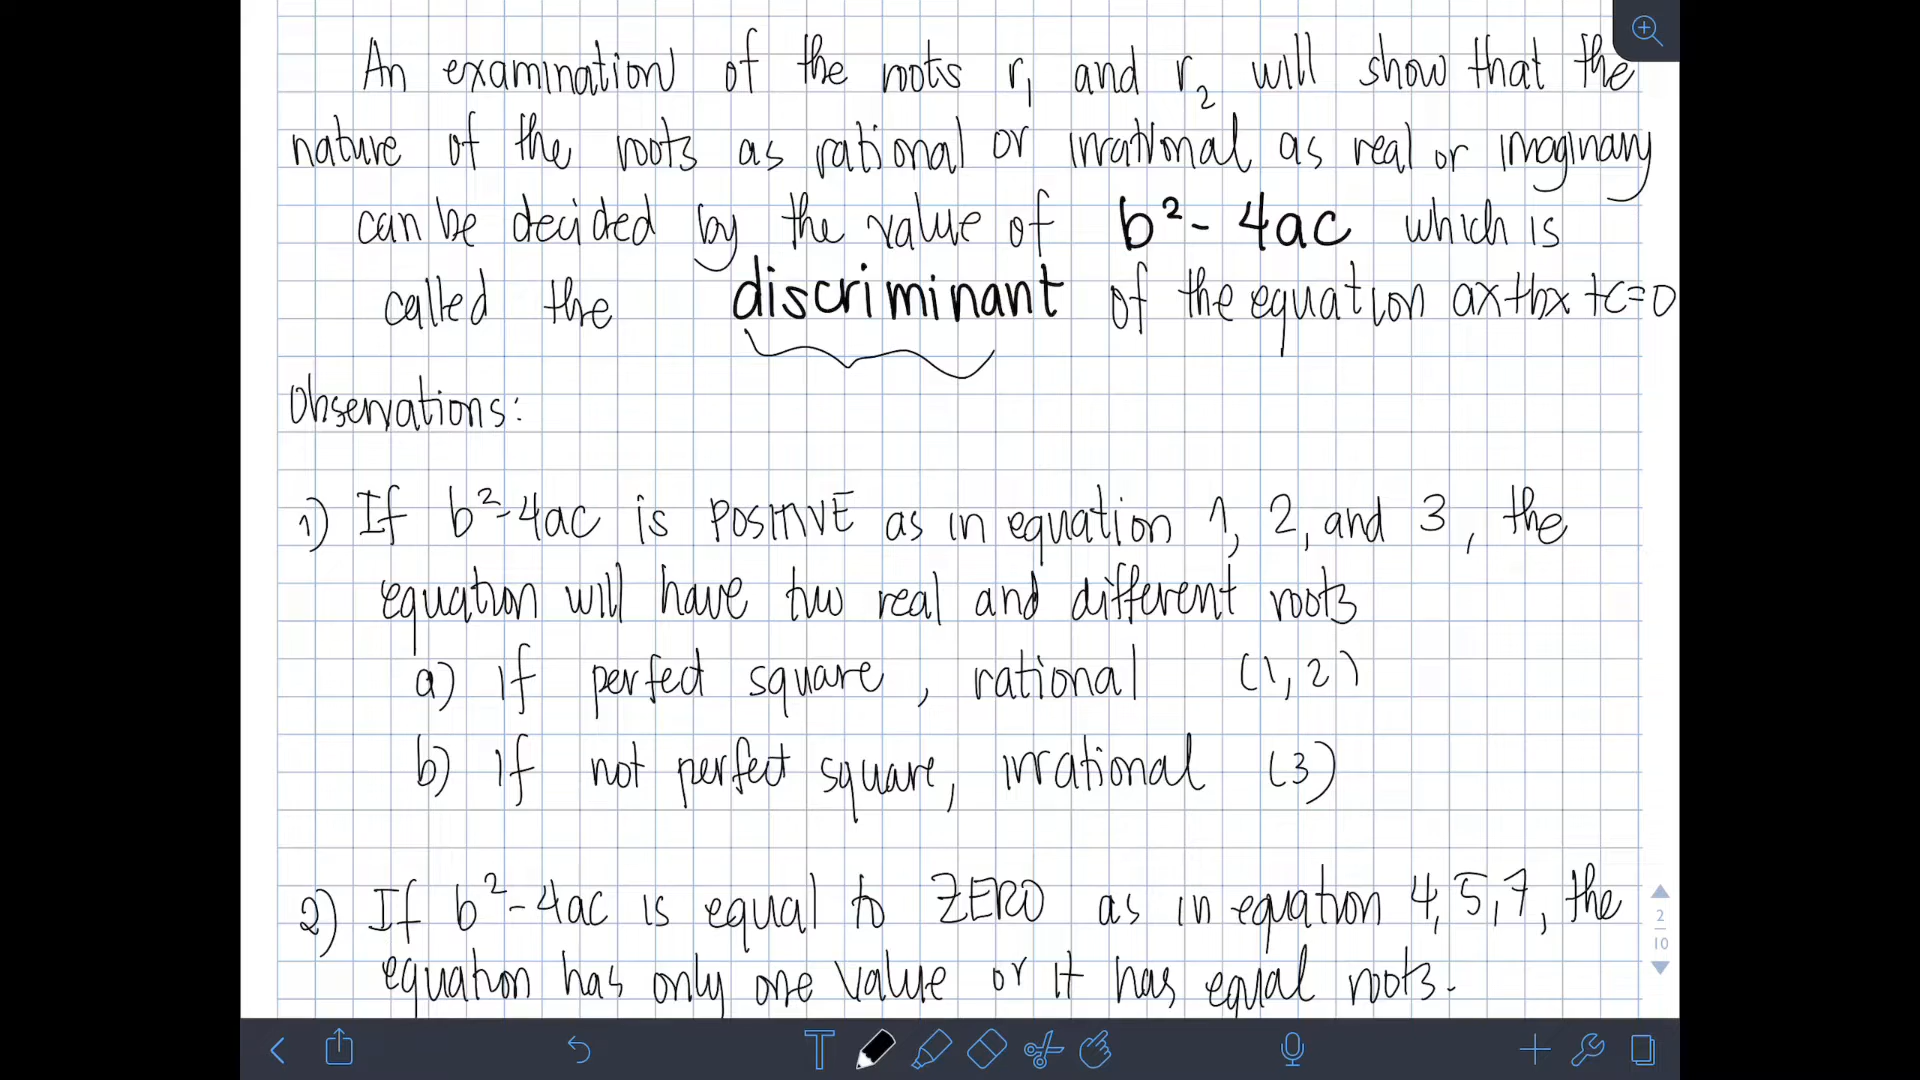 An examination of the roots r₁ and r₂ will show that the
nature of the roots as rational or irrational as real or imaginary
can be decided by the value of b²- 4ac which is
called the discriminant of the equation ax+bx+c=0
Observations:
1) If b²-4ac is POSITIVE as in equation 1, 2, and 3, the
equation will have two real and different roots
a) if perfect square, rational (1,2)
b) if not perfect square, irrational (3)
2) If b²-4ac is equal to ZERO as in equation 4,5,7, the
equation has only one value or it has equal roots.
2
10
T